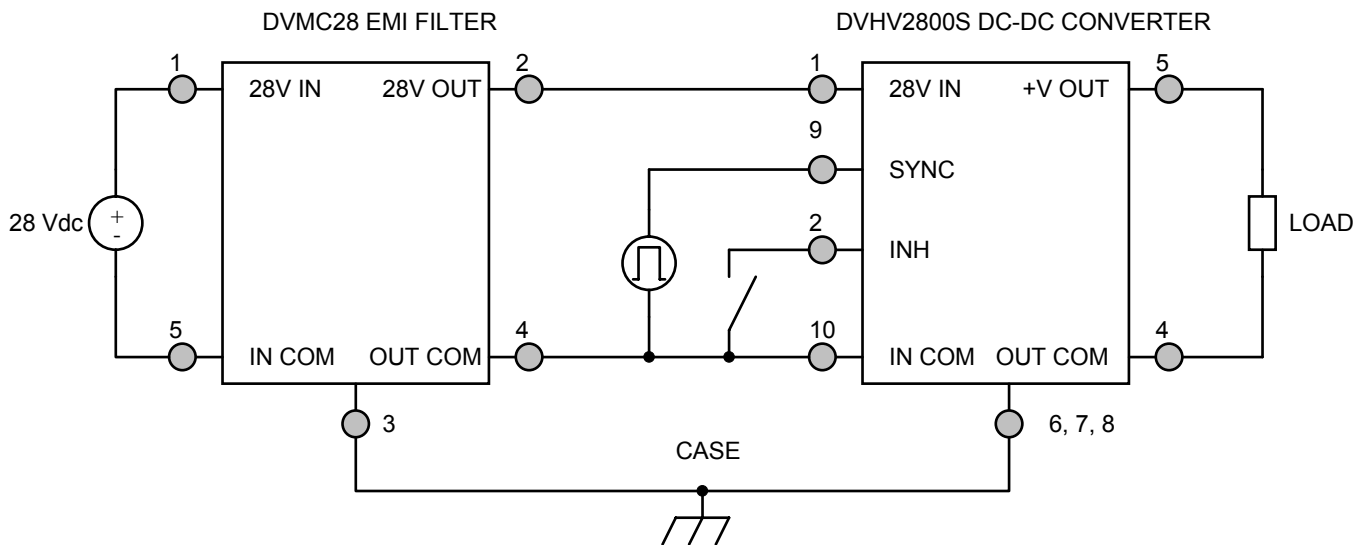 DVMC28 EMI FILTER
DVHV2800S DC-DC CONVERTER
1
2
1
5
28V IN
28V OUT
28V IN
+V OUT
9
SYNC
28 Vdc
+
-
2
INH
LOAD
5
4
10
4
IN COM
OUT COM
IN COM
OUT COM
3
6, 7, 8
CASE